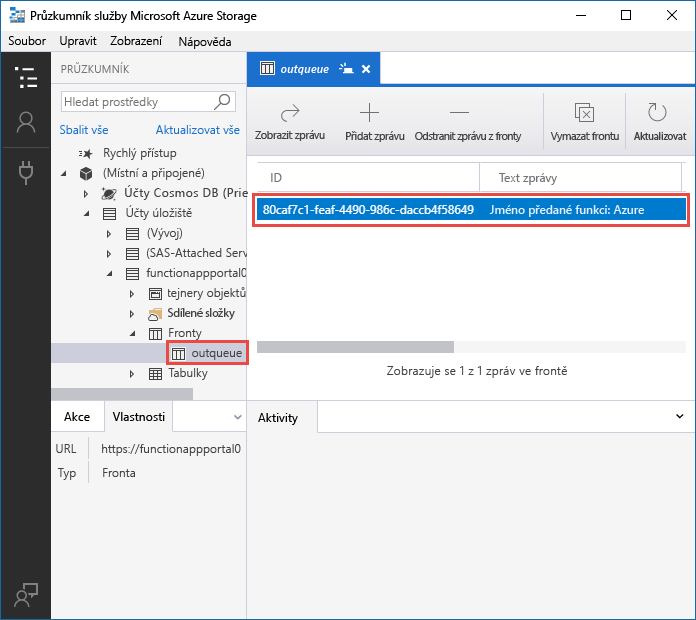 Průzkumník služby Microsoft Azure Storage
Soubor Upravit Zobrazení Nápověda
PRŮZKUMNÍK
Hledat prostředky
Sbalit vše Aktualizovat vše
Rychlý přístup
(Místní a připojené)
Účty Cosmos DB (Prie
Účty úložiště
(Vývoj)
(SAS-Attached Serv
functionappportal0
tejnery objektů
Sdílené složky
Fronty
outqueue
Tabulky
Akce Vlastnosti
URL https://functionappportal0
Typ Fronta
outqueue
Zobrazit zprávu Přidat zprávu Odstranit zprávu z fronty Vymazat frontu Aktualizovat
ID Text zprávy
80caf7c1-feaf-4490-986c-daccb4f58649 Jméno předané funkci: Azure
Zobrazuje se 1 z 1 zpráv ve frontě
Aktivity